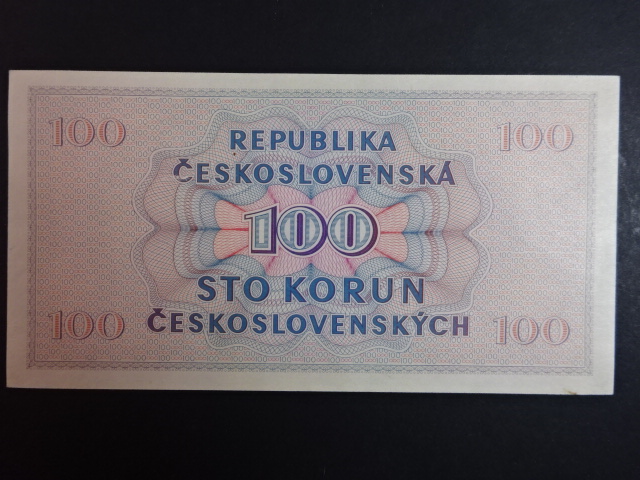 100 100
REPUBLIKA
ČESKOSLOVENSKÁ
100
STO KORUN
ČESKOSLOVENSKÝCH
100 100